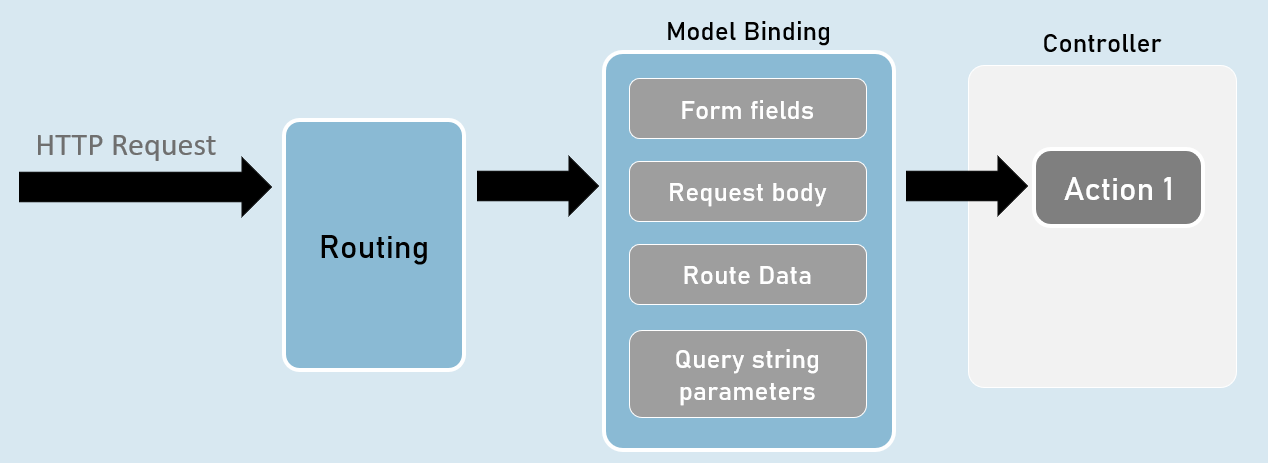 HTTP Request
Routing
Model Binding
Form fields
Request body
Route Data
Query string
parameters
Controller
Action 1